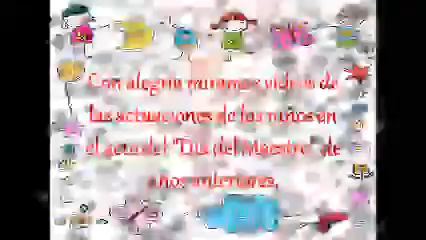 Con alegría miramos videos de
las actuaciones de los niños en
el acto del "Día del Maestro" de
años anteriores.